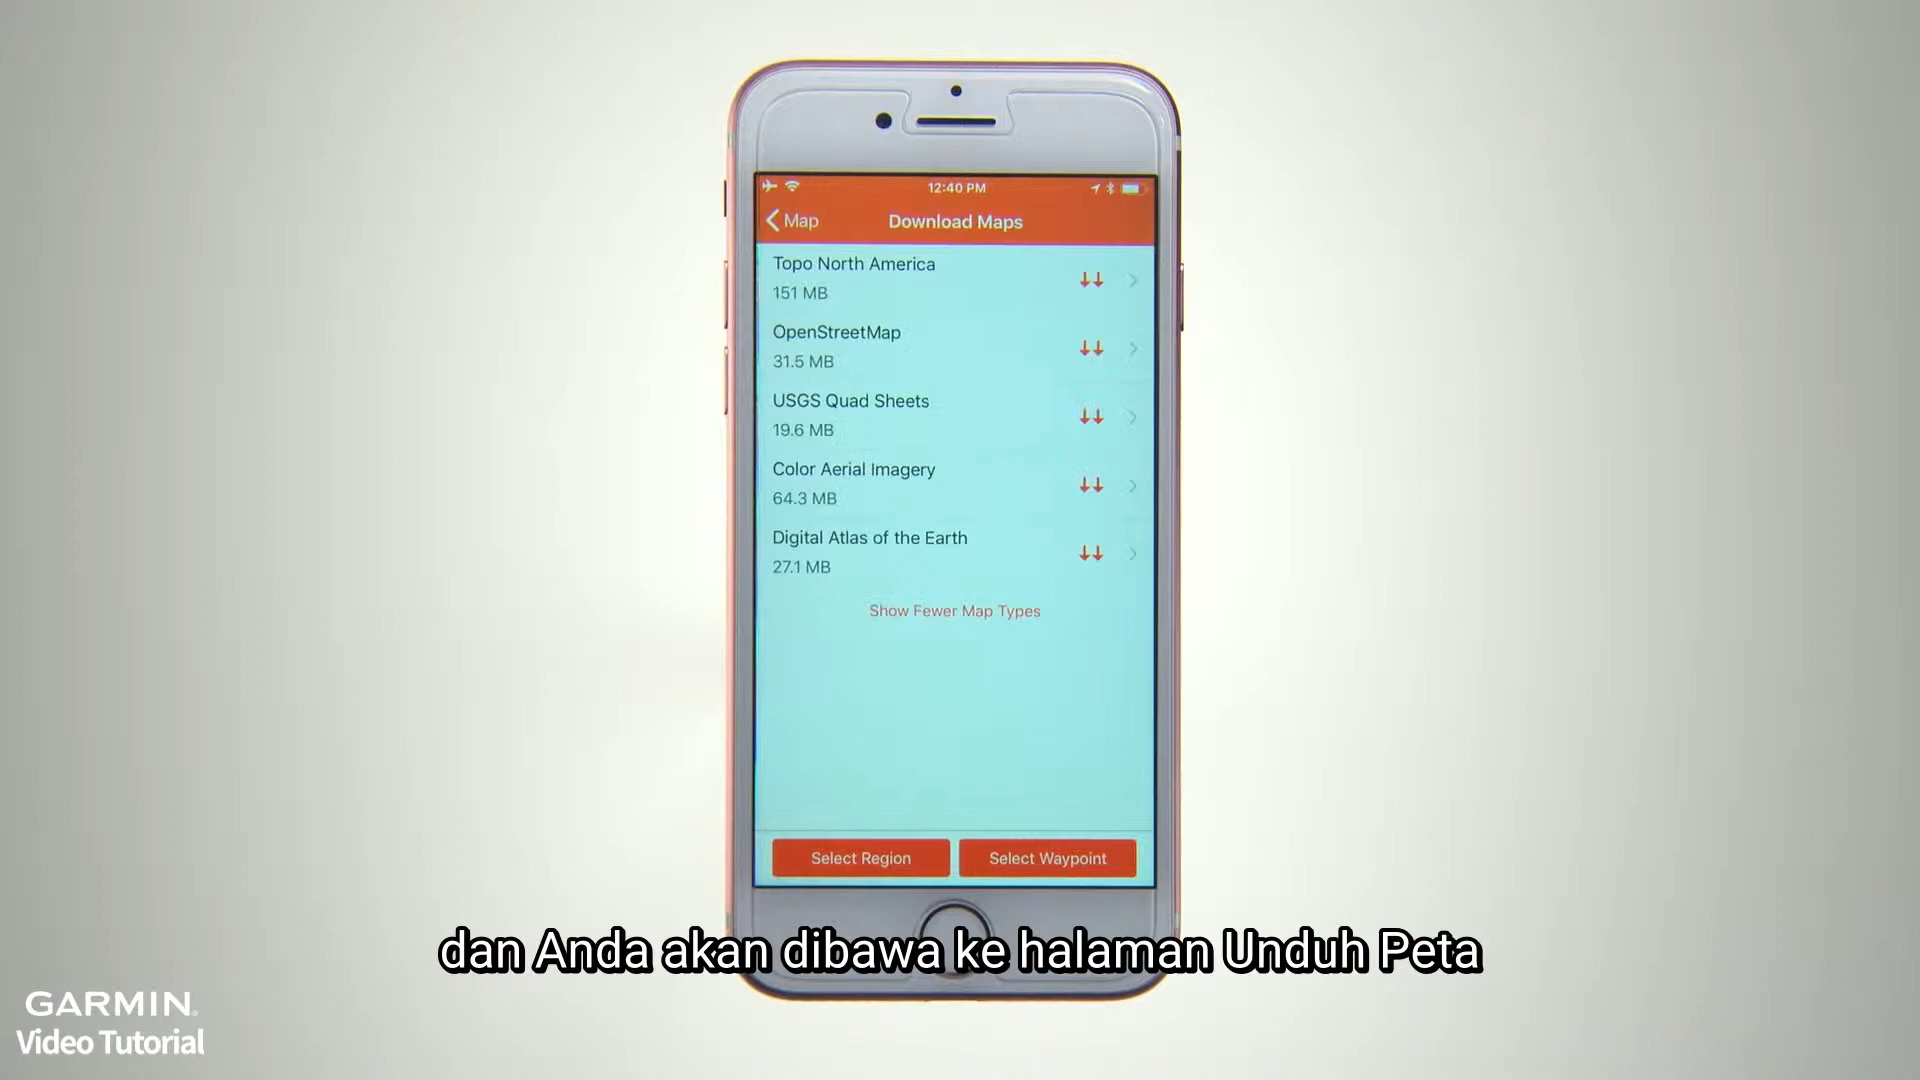 12:40 PM
Map
Download Maps
Topo North America
151 MB
OpenStreetMap
31.5 MB
USGS Quad Sheets
19.6 MB
Color Aerial Imagery
64.3 MB
Digital Atlas of the Earth
27.1 MB
Show Fewer Map Types
Select Region
Select Waypoint
dan Anda akan dibawa ke halaman Unduh Peta
GARMIN.
Video Tutorial